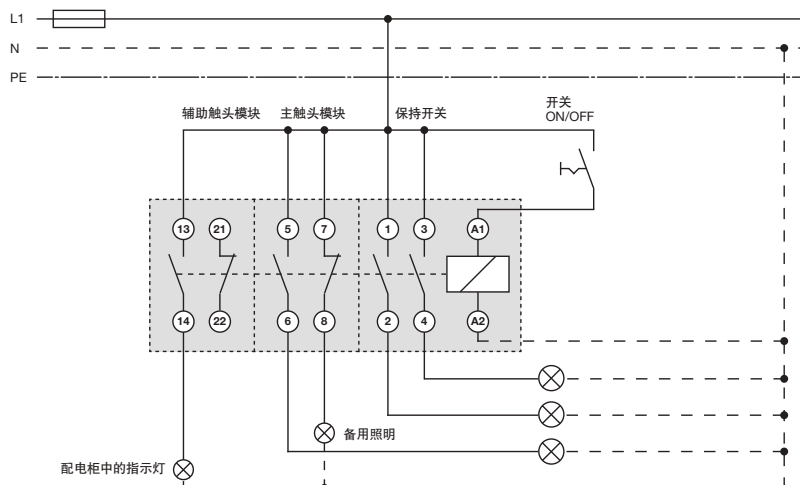 L1
N
PE
辅助触头模块 主触头模块 保持开关
开关
ON/OFF
13 21 5 7 1 3 A1
14 22 6 8 2 4 A2
备用照明
配电柜中的指示灯